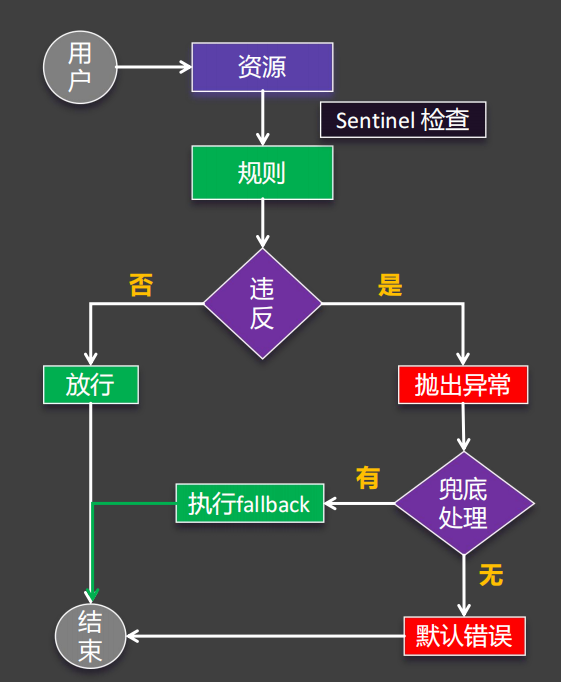 用
户
资源
Sentinel 检查
规则
违
反
否
是
放行
抛出异常
兜底
处理
有
执行fallback
无
结
束
默认错误